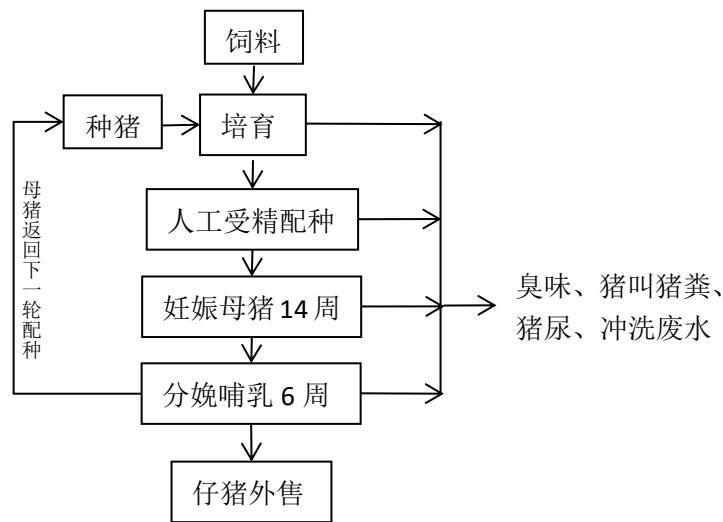 饲料
种猪
培育
母猪返回下一轮配种
人工受精配种
妊娠母猪 14 周
臭味、猪叫猪粪、
猪尿、冲洗废水
分娩哺乳 6 周
仔猪外售